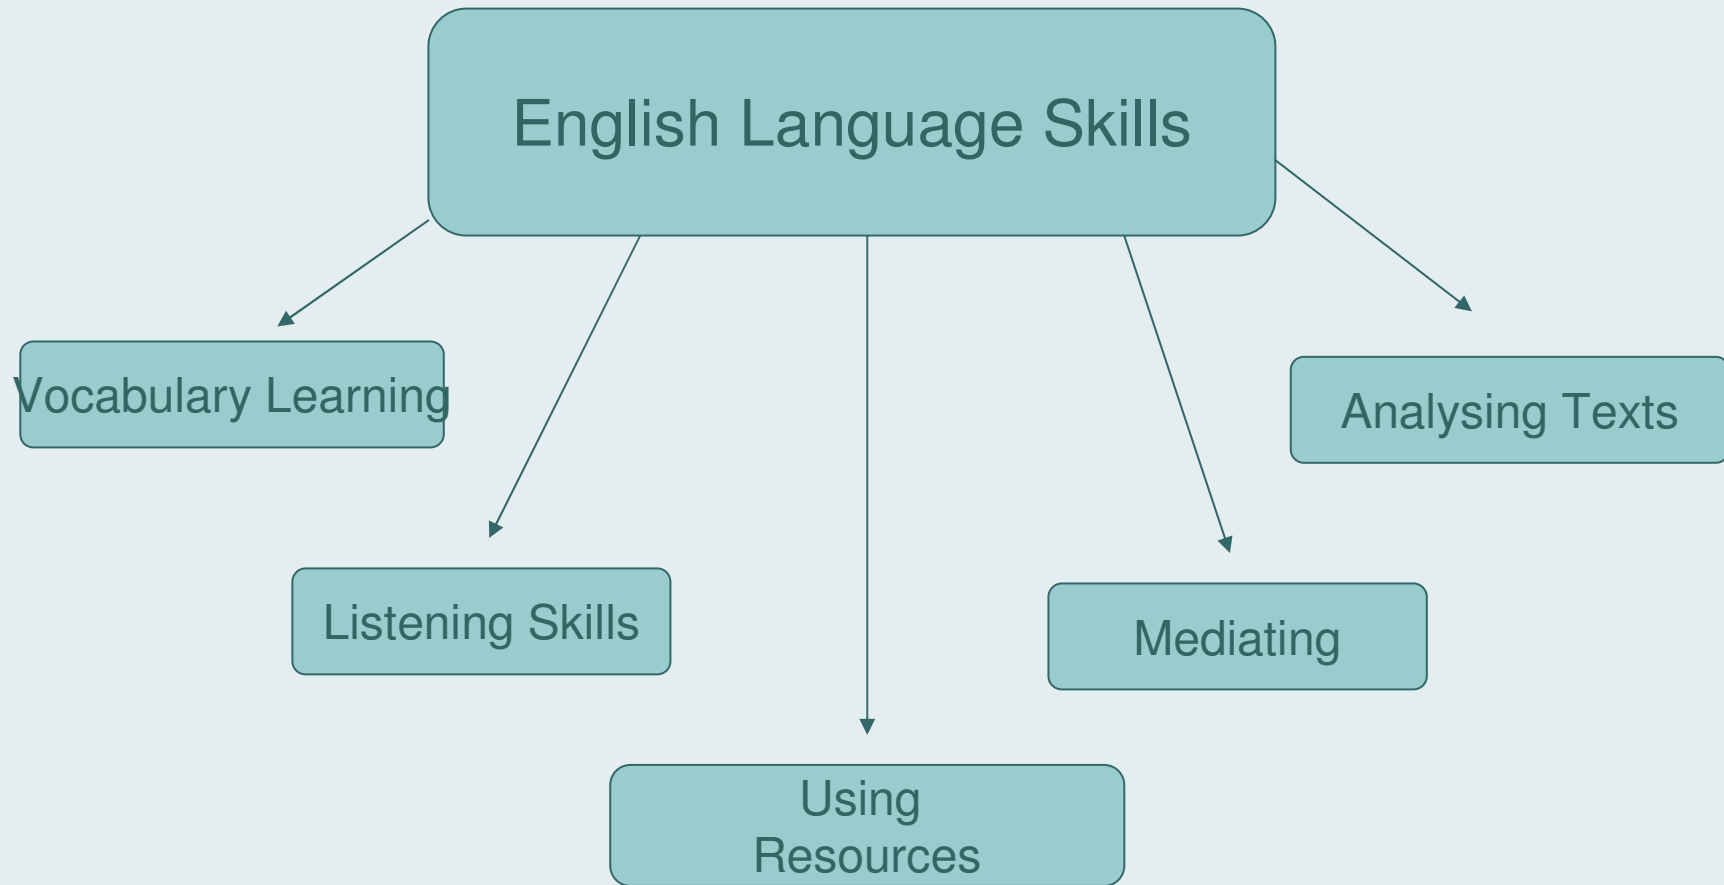 English Language Skills
Vocabulary Learning
Analysing Texts
Listening Skills
Mediating
Using
Resources